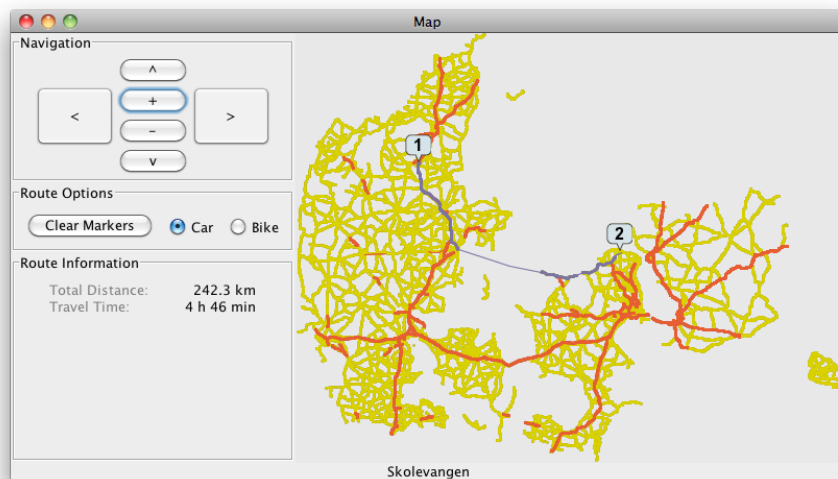 Map
Navigation
^
<
+
>
–
v
Route Options
Clear Markers
Car
Bike
Route Information
Total Distance: 242.3 km
Travel Time: 4 h 46 min
1
2
Skolevangen